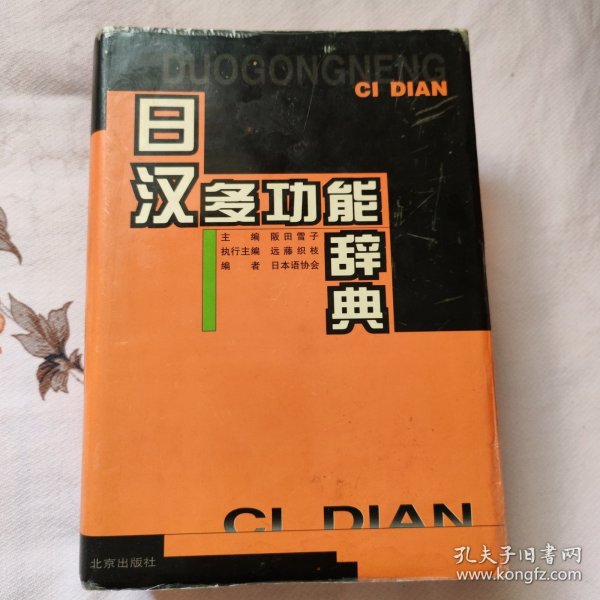 DUOGONGNENG
CI DIAN
日汉多功能辞典
主 编 阪田雪子
执行主编 远藤织枝
编 者 日本语协会
CI DIAN
北京出版社
孔夫子旧书网
www.kongfz.com